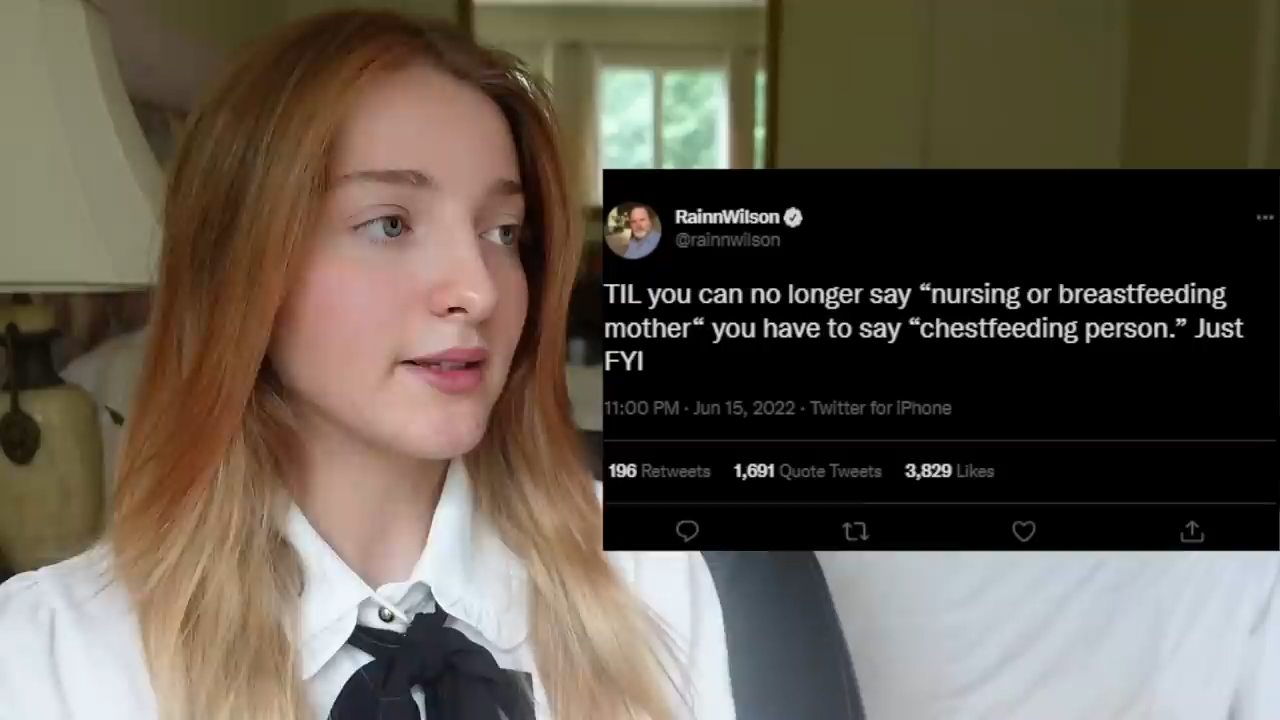 RainnWilson
@rainnwilson
TIL you can no longer say “nursing or breastfeeding
mother“ you have to say “chestfeeding person.” Just
FYI
11:00 PM · Jun 15, 2022 · Twitter for iPhone
196 Retweets 1,691 Quote Tweets 3,829 Likes